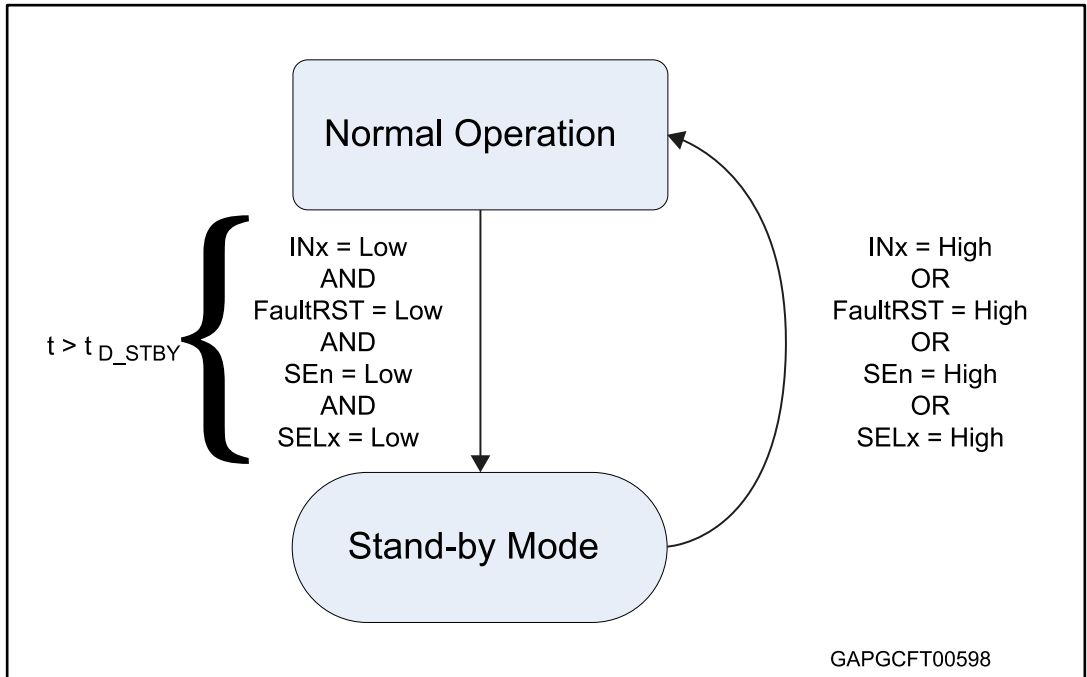 Normal Operation
t > t D_STBY
INx = Low
AND
FaultRST = Low
AND
SEn = Low
AND
SELx = Low
INx = High
OR
FaultRST = High
OR
SEn = High
OR
SELx = High
Stand-by Mode
GAPGCFT00598